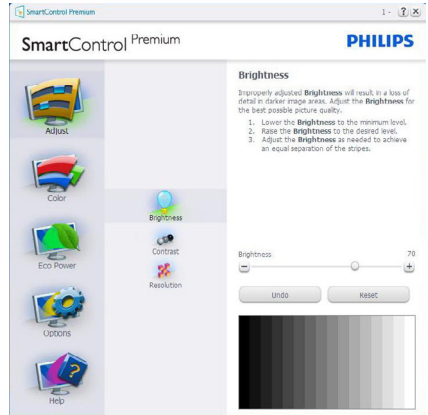 SmartControl Premium
1 - ? ×
SmartControl Premium
PHILIPS
Adjust
Color
Eco Power
Options
Help
Brightness
Contrast
Resolution
Brightness
Improperly adjusted Brightness will result in a loss of
detail in darker image areas. Adjust the Brightness for
the best possible picture quality.
1. Lower the Brightness to the minimum level.
2. Raise the Brightness to the desired level.
3. Adjust the Brightness as needed to achieve
an equal separation of the stripes.
Brightness 70
Undo Reset